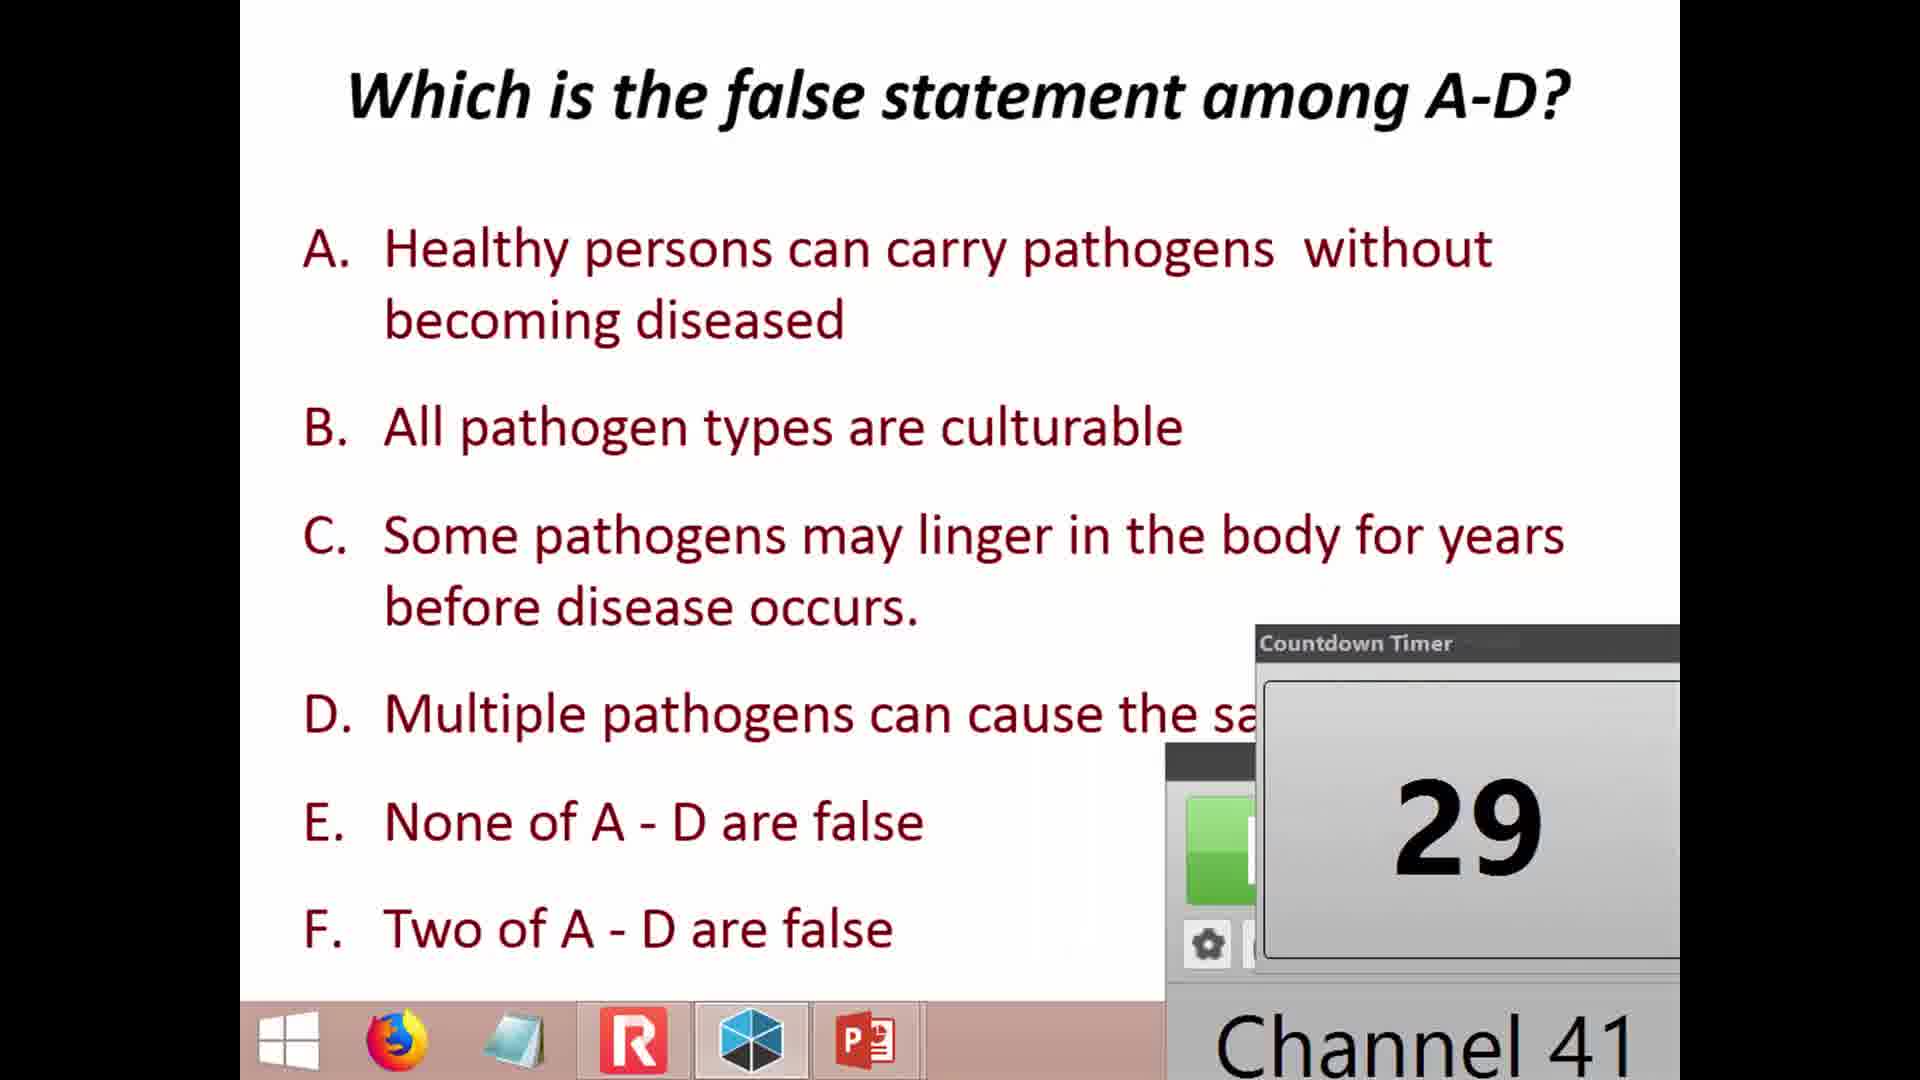 Which is the false statement among A-D?
A. Healthy persons can carry pathogens without
becoming diseased
B. All pathogen types are culturable
C. Some pathogens may linger in the body for years
before disease occurs.
D. Multiple pathogens can cause the
E. None of A - D are false
F. Two of A - D are false
Countdown Timer
29
Channel 41